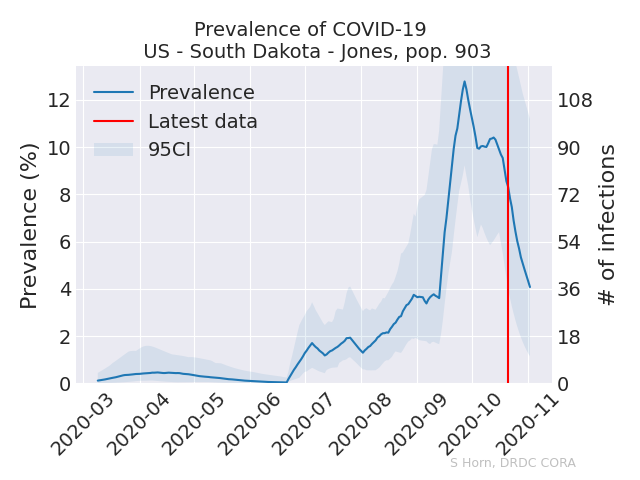 Prevalence of COVID-19
US - South Dakota - Jones, pop. 903
Prevalence
Latest data
95CI
Prevalence (%)
12
10
8
6
4
2
0
108
90
72
54
36
18
0
# of infections
2020-03
2020-04
2020-05
2020-06
2020-07
2020-08
2020-09
2020-10
2020-11
S Horn, DRDC CORA